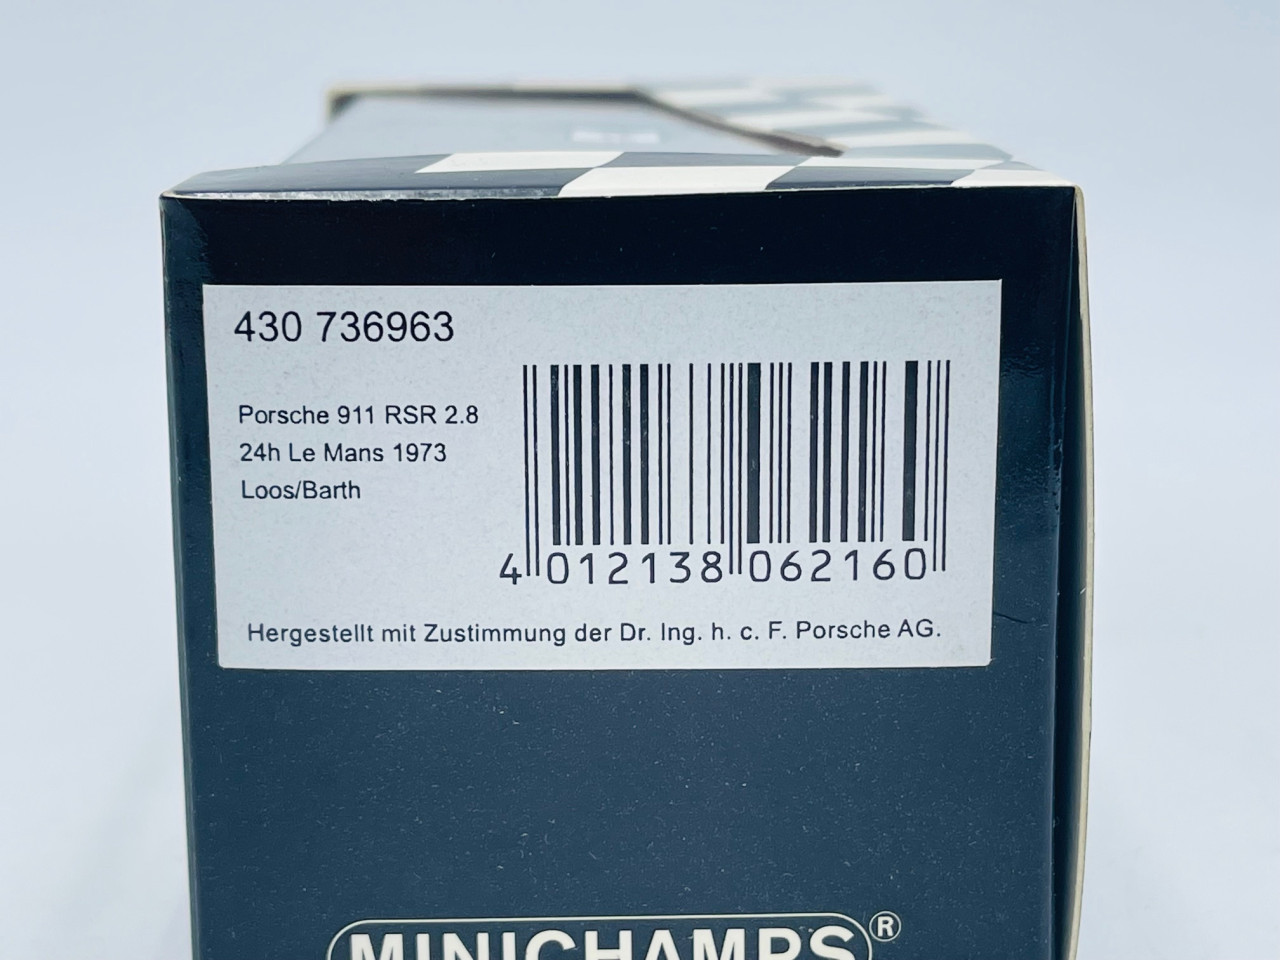 430 736963
Porsche 911 RSR 2.8
24h Le Mans 1973
Loos/Barth
4 012138 062160
Hergestellt mit Zustimmung der Dr. Ing. h. c. F. Porsche AG.
MINICHAMPS®